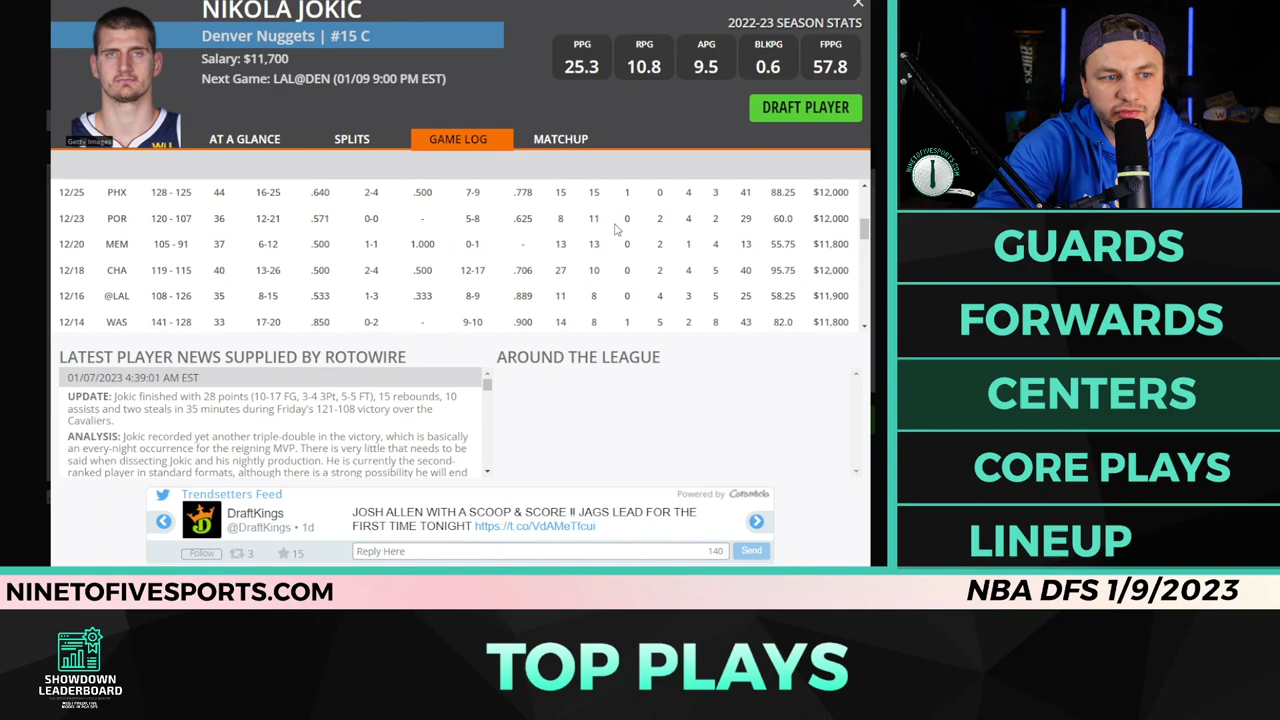 NIKOLA JOKIC
Denver Nuggets | #15 C
Salary: $11,700
Next Game: LAL@DEN (01/09 9:00 PM EST)
2022-23 SEASON STATS
PPG RPG APG BLKPG FPPG
25.3 10.8 9.5 0.6 57.8
DRAFT PLAYER
Getty Images
AT A GLANCE SPLITS GAME LOG MATCHUP
12/25 PHX 128 - 125 44 16-25 .640 2-4 .500 7-9 .778 15 15 1 0 4 3 41 88.25 $12,000
12/23 POR 120 - 107 36 12-21 .571 0-0 - 5-8 .625 8 11 0 2 4 2 29 60.0 $12,000
12/20 MEM 105 - 91 37 6-12 .500 1-1 1.000 0-1 - 13 13 0 2 1 4 13 55.75 $11,800
12/18 CHA 119 - 115 40 13-26 .500 2-4 .500 12-17 .706 27 10 0 2 4 5 40 95.75 $12,000
12/16 @LAL 108 - 126 35 8-15 .533 1-3 .333 8-9 .889 11 8 0 4 3 5 25 58.25 $11,900
12/14 WAS 141 - 128 33 17-20 .850 0-2 - 9-10 .900 14 8 1 5 2 8 43 82.0 $11,800
LATEST PLAYER NEWS SUPPLIED BY ROTOWIRE
AROUND THE LEAGUE
01/07/2023 4:39:01 AM EST
UPDATE: Jokic finished with 28 points (10-17 FG, 3-4 3Pt, 5-5 FT), 15 rebounds, 10
assists and two steals in 35 minutes during Friday's 121-108 victory over the
Cavaliers.
ANALYSIS: Jokic recorded yet another triple-double in the victory, which is basically
an every-night occurrence for the reigning MVP. There is very little that needs to be
said when dissecting Jokic and his nightly production. He is currently the second-
ranked player in standard formats, although there is a strong possibility he will end
Trendsetters Feed
Powered by Carambola
DraftKings
@DraftKings • 1d
JOSH ALLEN WITH A SCOOP & SCORE ‼ JAGS LEAD FOR THE
FIRST TIME TONIGHT https://t.co/VdAMeTfcui
Follow 3 15
Reply Here 140 Send
NINETOFIVESPORTS.COM
GUARDS
FORWARDS
CENTERS
CORE PLAYS
LINEUP
NINETOFIVESPORTS.COM
NBA DFS 1/9/2023
TOP PLAYS
SHOWDOWN
LEADERBOARD